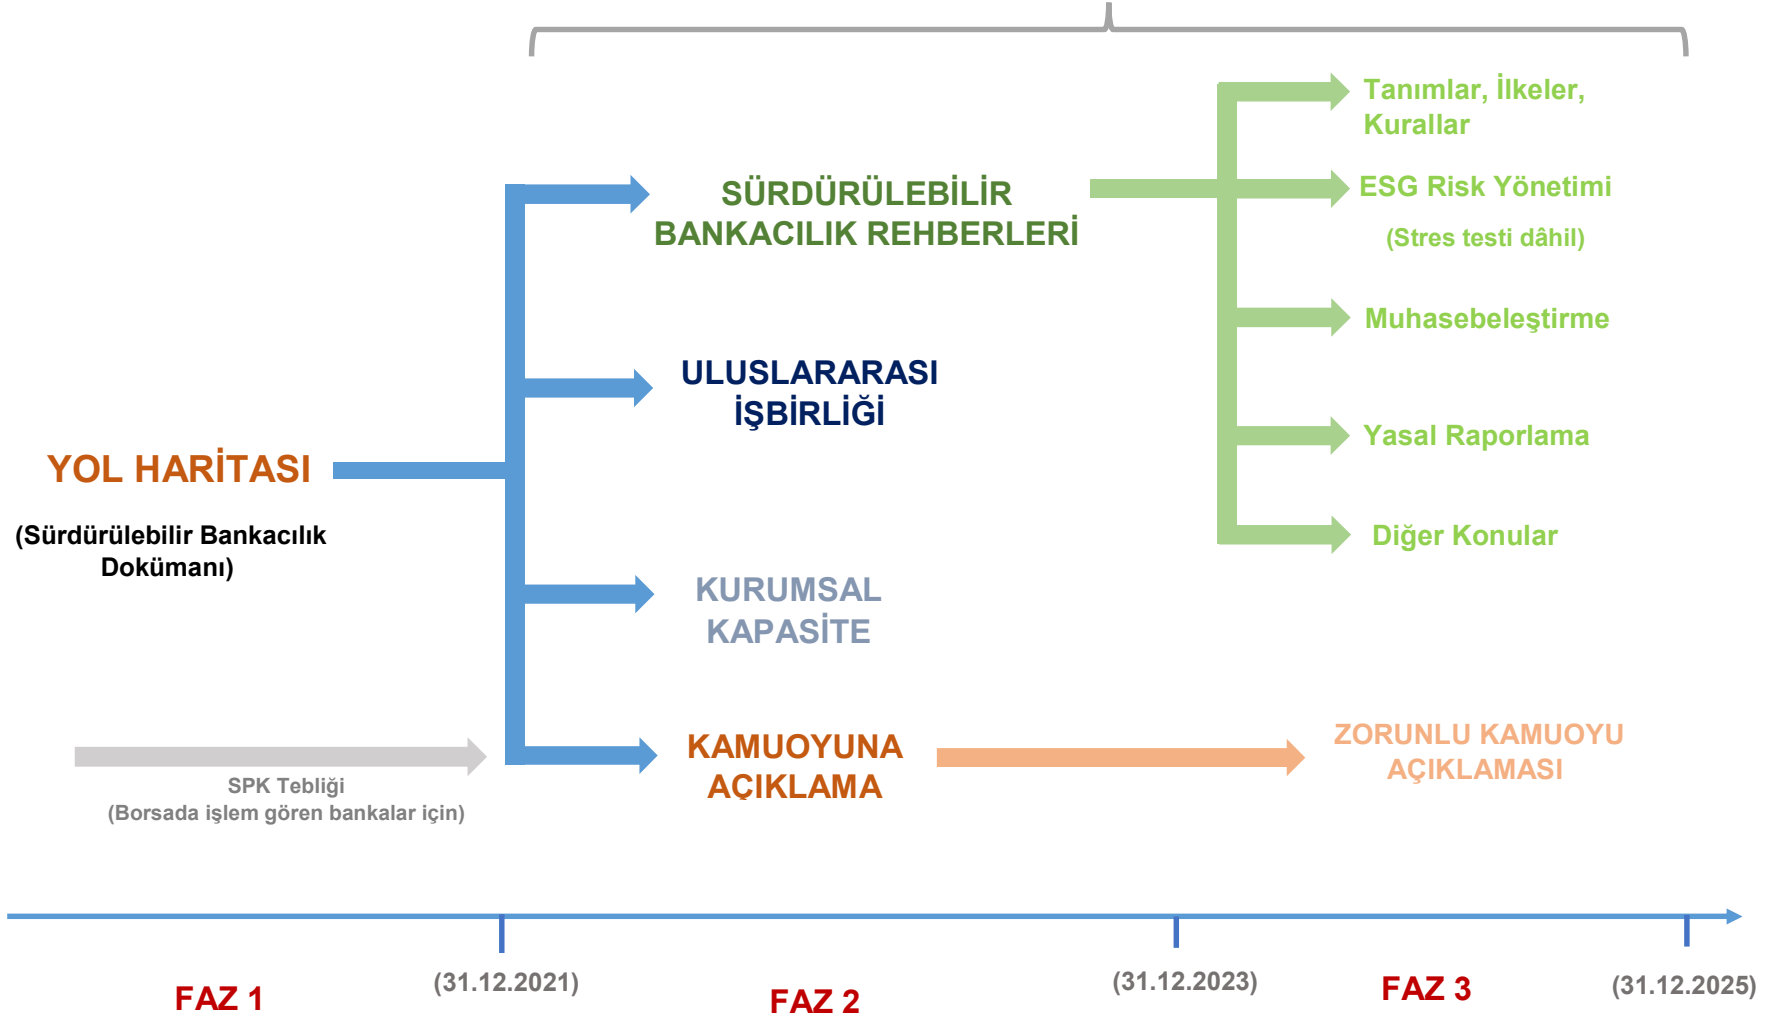 YOL HARİTASI
(Sürdürülebilir Bankacılık
Dokümanı)
SPK Tebliği
(Borsada işlem gören bankalar için)
SÜRDÜRÜLEBİLİR
BANKACILIK REHBERLERİ
ULUSLARARASI
İŞBİRLİĞİ
KURUMSAL
KAPASİTE
KAMUOYUNA
AÇIKLAMA
Tanımlar, İlkeler,
Kurallar
ESG Risk Yönetimi
(Stres testi dâhil)
Muhasebeleştirme
Yasal Raporlama
Diğer Konular
ZORUNLU KAMUOYU
AÇIKLAMASI
FAZ 1
(31.12.2021)
FAZ 2
(31.12.2023)
FAZ 3
(31.12.2025)